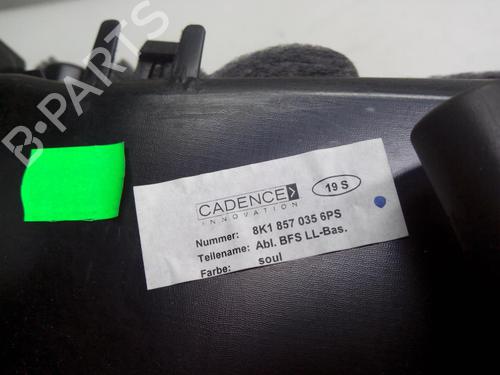 B-PARTS
CADENCE
INNOVATION
19 S
Nummer: 8K1 857 035 6PS
Teilename: Abl. BFS LL-Bas.
Farbe: soul